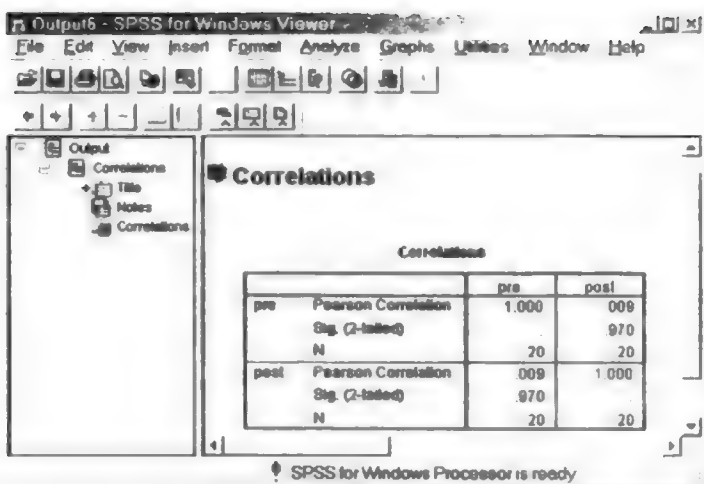 Output6 - SPSS for Windows Viewer
File Edit View Insert Format Analyze Graphs Utilities Window Help
Output
Correlations
Title
Notes
Correlations
Correlations
Correlations
pre post
pre Pearson Correlation 1.000 009
Sig. (2-tailed) .970
N 20 20
post Pearson Correlation .009 1.000
Sig. (2-tailed) .970 .
N 20 20
SPSS for Windows Processor is ready